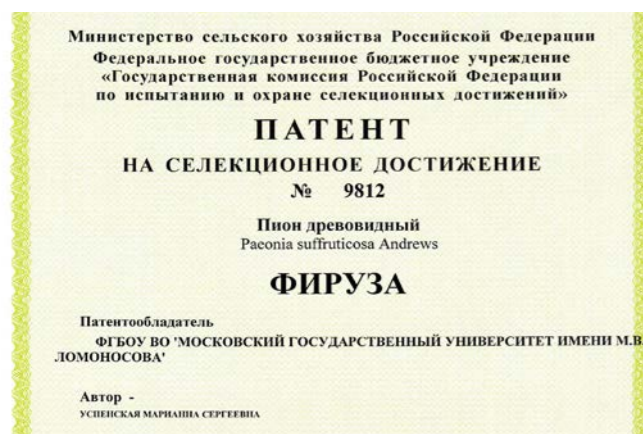 Министерство сельского хозяйства Российской Федерации
Федеральное государственное бюджетное учреждение
«Государственная комиссия Российской Федерации
по испытанию и охране селекционных достижений»
ПАТЕНТ
НА СЕЛЕКЦИОННОЕ ДОСТИЖЕНИЕ
№ 9812
Пион древовидный
Paeonia suffruticosa Andrews
ФИРУЗА
Патентообладатель
ФГБОУ ВО 'МОСКОВСКИЙ ГОСУДАРСТВЕННЫЙ УНИВЕРСИТЕТ ИМЕНИ М.В.
ЛОМОНОСОВА'
Автор -
УСПЕНСКАЯ МАРИАННА СЕРГЕЕВНА